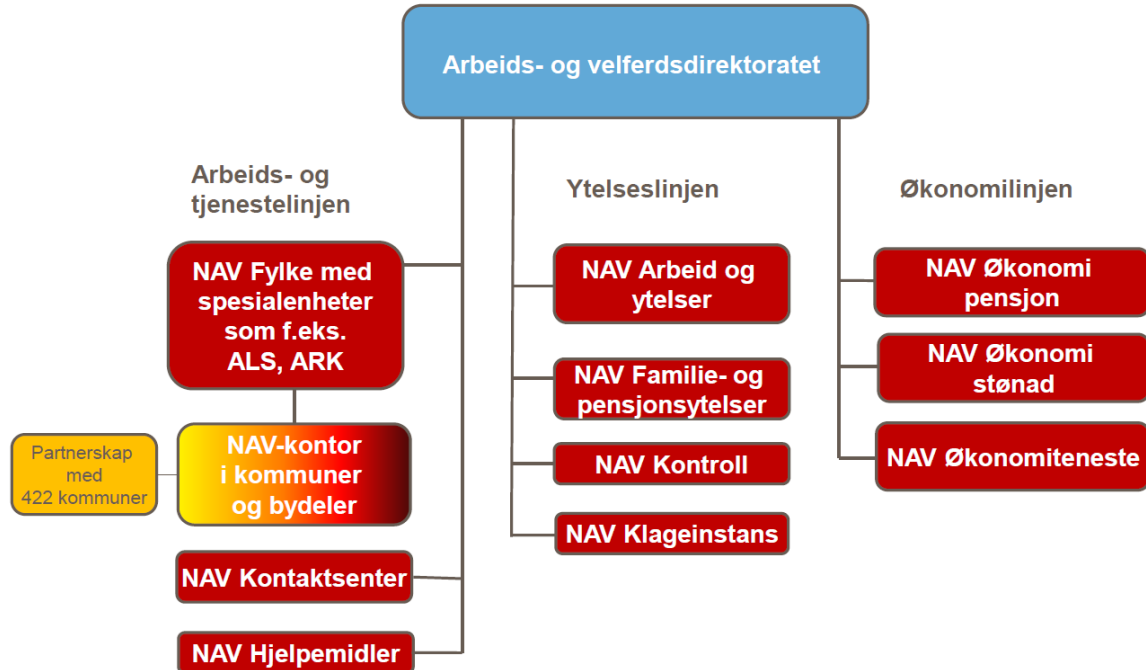 Arbeids- og velferdsdirektoratet
Arbeids- og
tjenestelinjen
NAV Fylke med
spesialenheter
som f.eks.
ALS, ARK
Partnerskap
med
422 kommuner
NAV-kontor
i kommuner
og bydeler
NAV Kontaktsenter
NAV Hjelpemidler
Ytelseslinjen
NAV Arbeid og
ytelser
NAV Familie- og
pensjonsytelser
NAV Kontroll
NAV Klageinstans
Økonomilinjen
NAV Økonomi
pensjon
NAV Økonomi
stønad
NAV Økonomiteneste